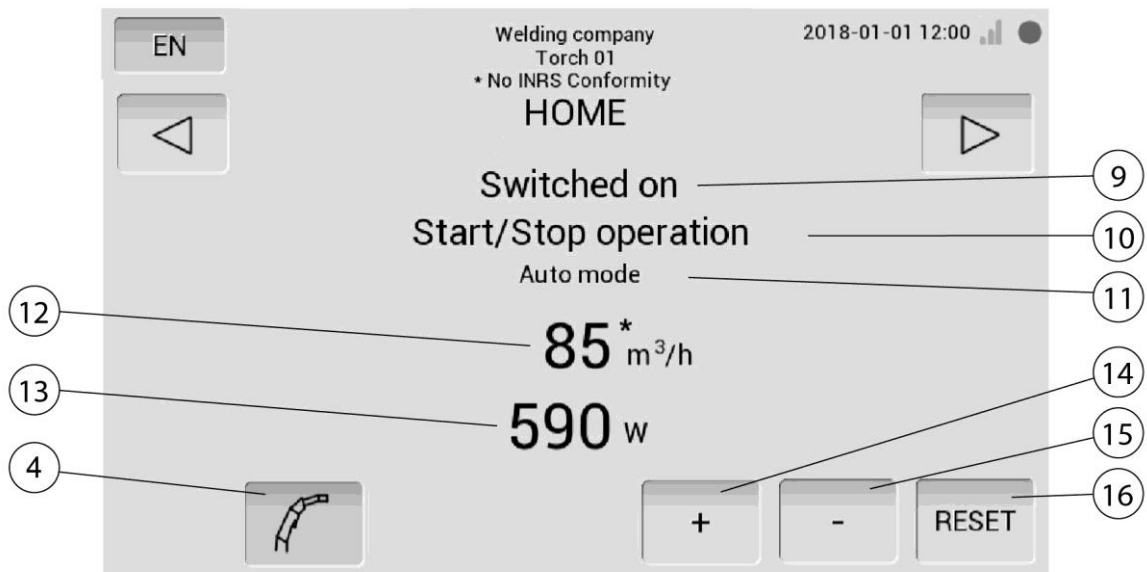 EN
Welding company
Torch 01
* No INRS Conformity
HOME
2018-01-01 12:00
Switched on
9
Start/Stop operation
10
Auto mode
11
12
85 * m³/h
13
590 W
14
15
4
16
+
-
RESET